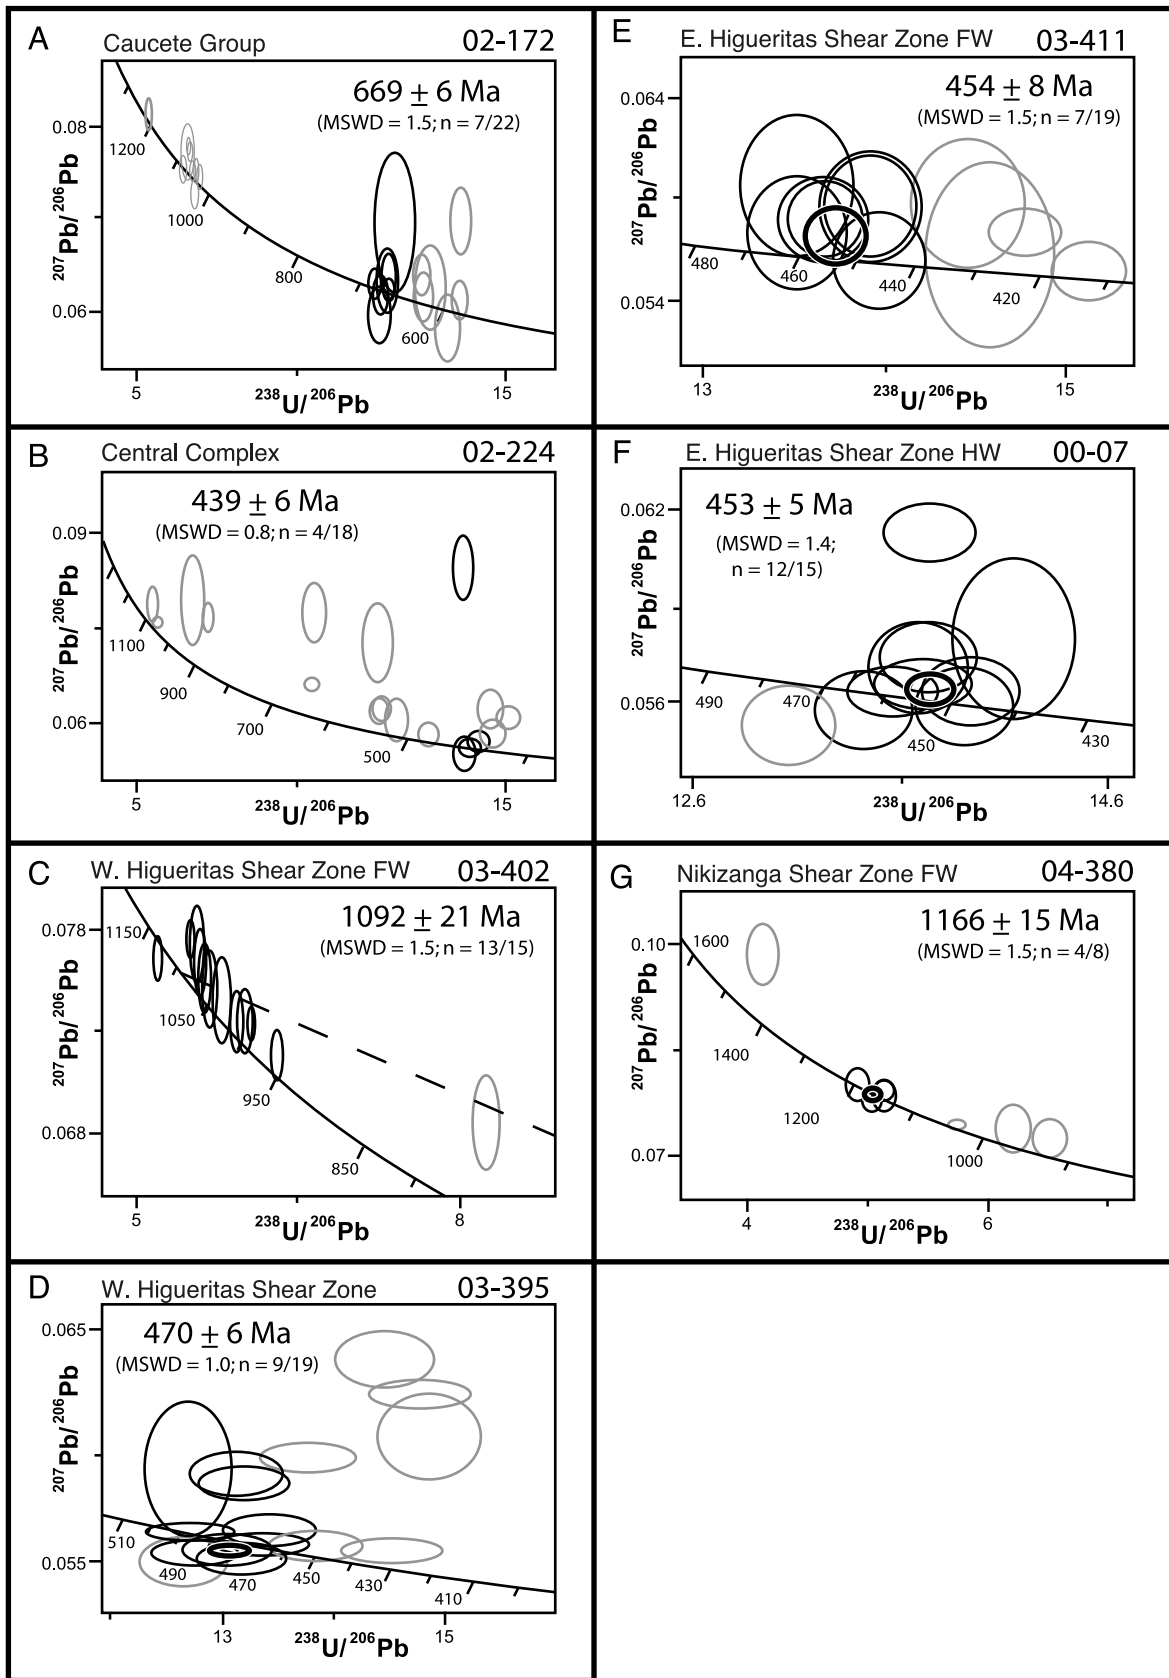 A
Caucete Group
02-172
669 ± 6 Ma
(MSWD = 1.5; n = 7/22)
0.08
0.06
1200
1000
800
600
207Pb/206Pb
5
15
238U/206Pb
B
Central Complex
02-224
439 ± 6 Ma
(MSWD = 0.8; n = 4/18)
0.09
0.06
1100
900
700
500
207Pb/206Pb
5
15
238U/206Pb
C
W. Higueritas Shear Zone FW
03-402
1092 ± 21 Ma
(MSWD = 1.5; n = 13/15)
0.078
0.068
1150
1050
950
850
207Pb/206Pb
5
8
238U/206Pb
D
W. Higueritas Shear Zone
03-395
470 ± 6 Ma
(MSWD = 1.0; n = 9/19)
0.065
0.055
510
490
470
450
430
410
207Pb/206Pb
13
15
238U/206Pb
E
E. Higueritas Shear Zone FW
03-411
454 ± 8 Ma
(MSWD = 1.5; n = 7/19)
0.064
0.054
480
460
440
420
207Pb/206Pb
13
15
238U/206Pb
F
E. Higueritas Shear Zone HW
00-07
453 ± 5 Ma
(MSWD = 1.4;
n = 12/15)
0.062
0.056
490
470
450
430
207Pb/206Pb
12.6
14.6
238U/206Pb
G
Nikizanga Shear Zone FW
04-380
1166 ± 15 Ma
(MSWD = 1.5; n = 4/8)
0.10
0.07
1600
1400
1200
1000
207Pb/206Pb
4
6
238U/206Pb